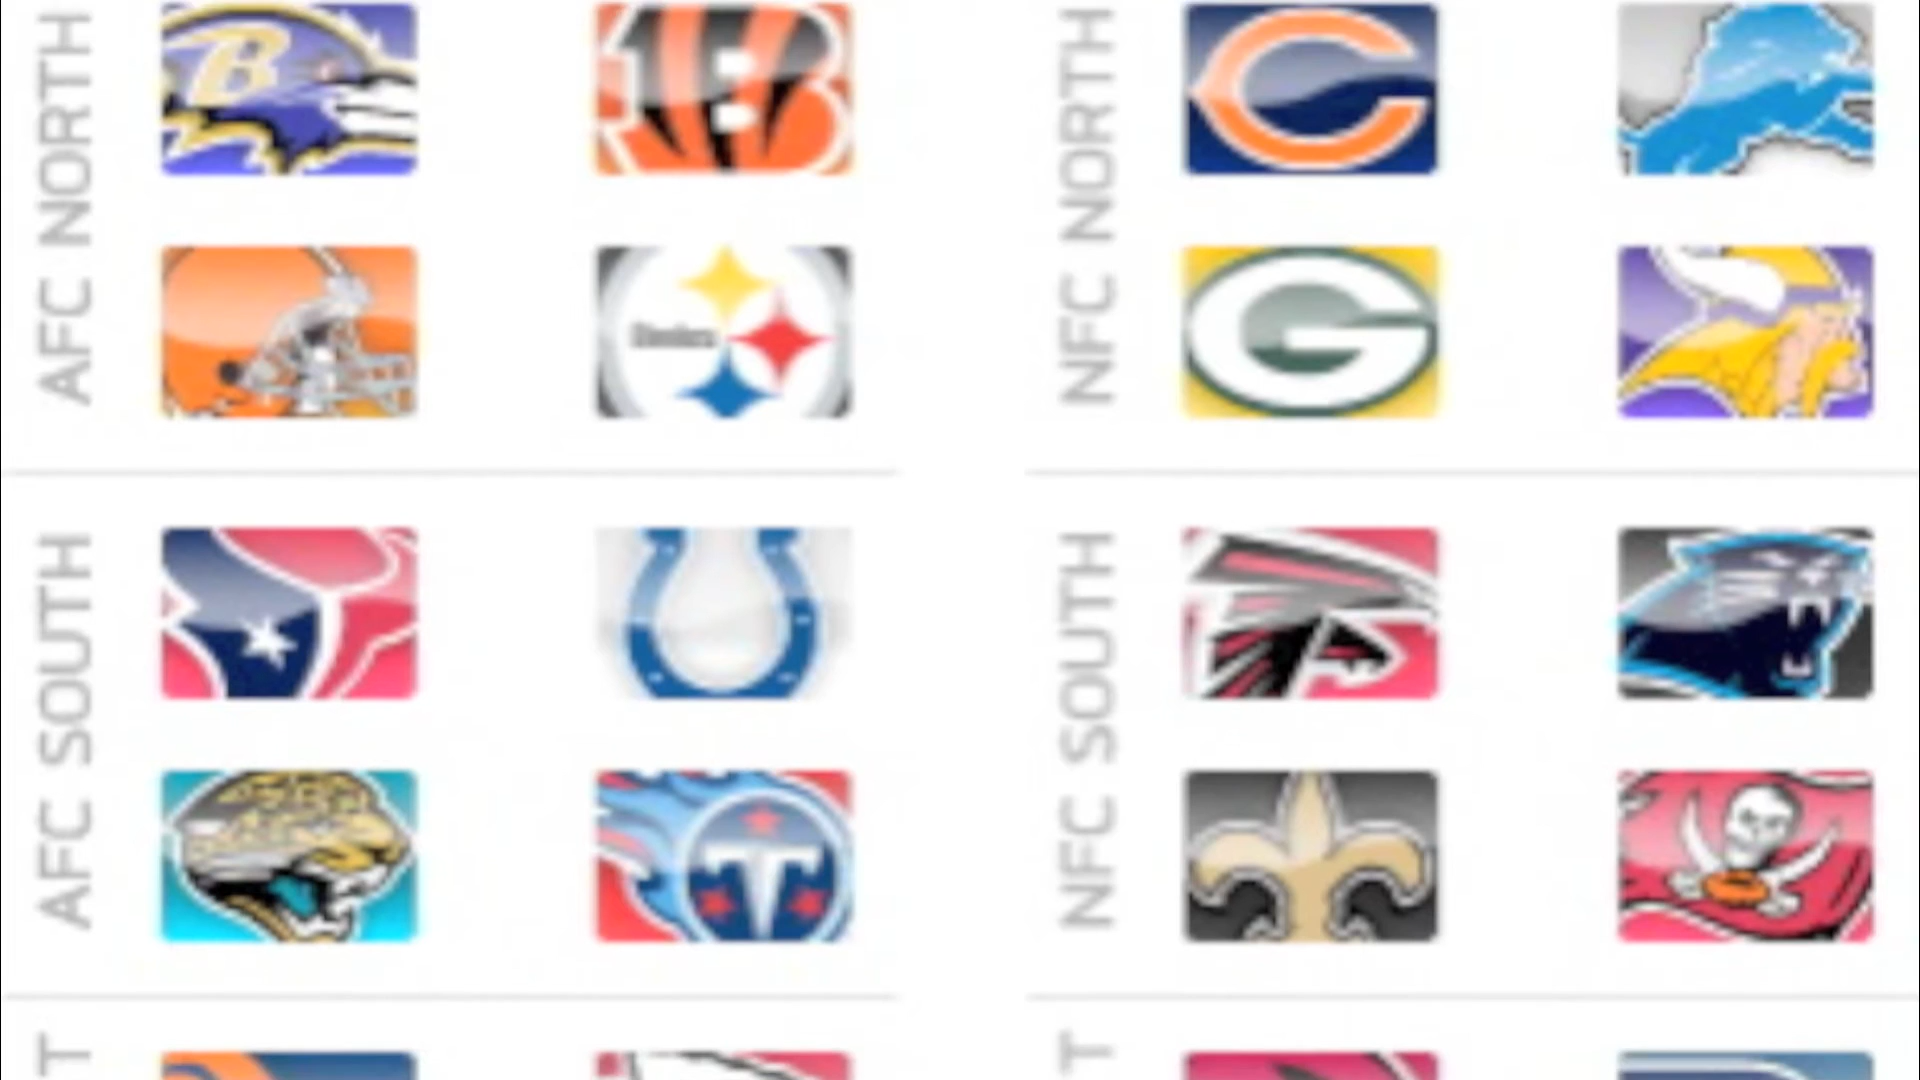 AFC NORTH
B
B
C
Steelers
G
NFC NORTH
AFC SOUTH
T
NFC SOUTH
T
T